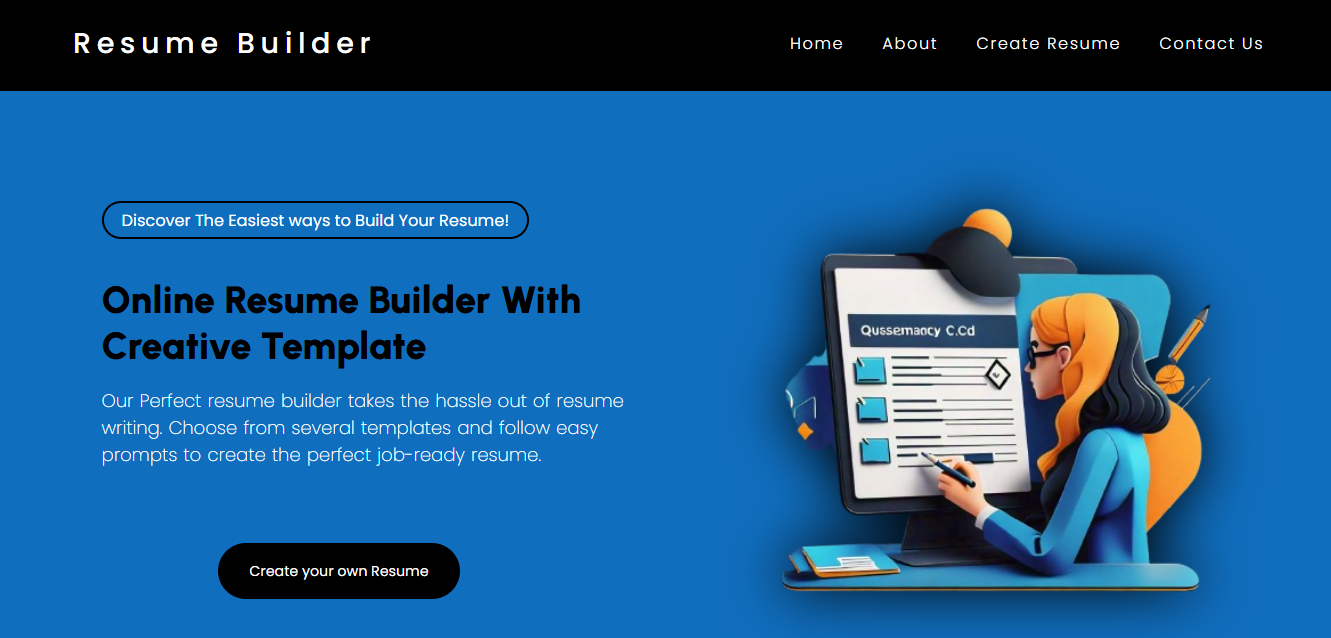 Resume Builder
Home About Create Resume Contact Us
Discover The Easiest ways to Build Your Resume!
Online Resume Builder With
Creative Template
Our Perfect resume builder takes the hassle out of resume
writing. Choose from several templates and follow easy
prompts to create the perfect job-ready resume.
Qussemancy C.Cd
Create your own Resume